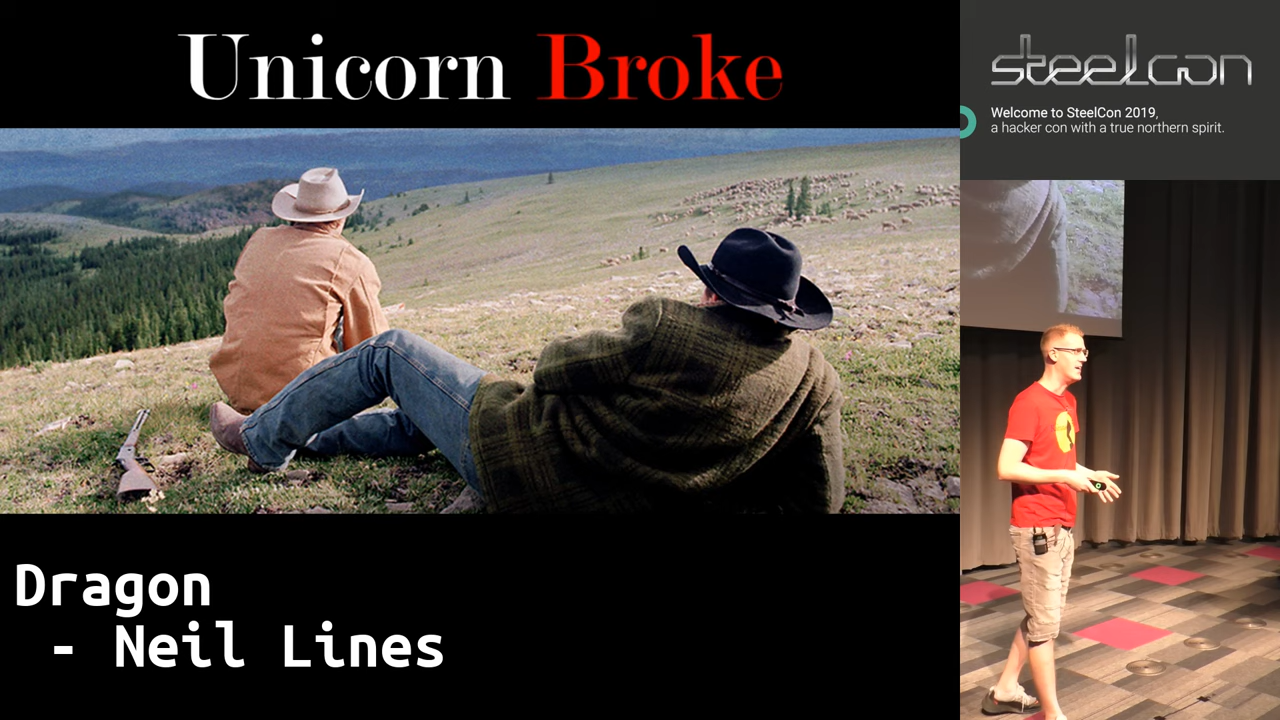 Unicorn Broke
steelcon
Welcome to SteelCon 2019,
a hacker con with a true northern spirit.
Dragon
- Neil Lines